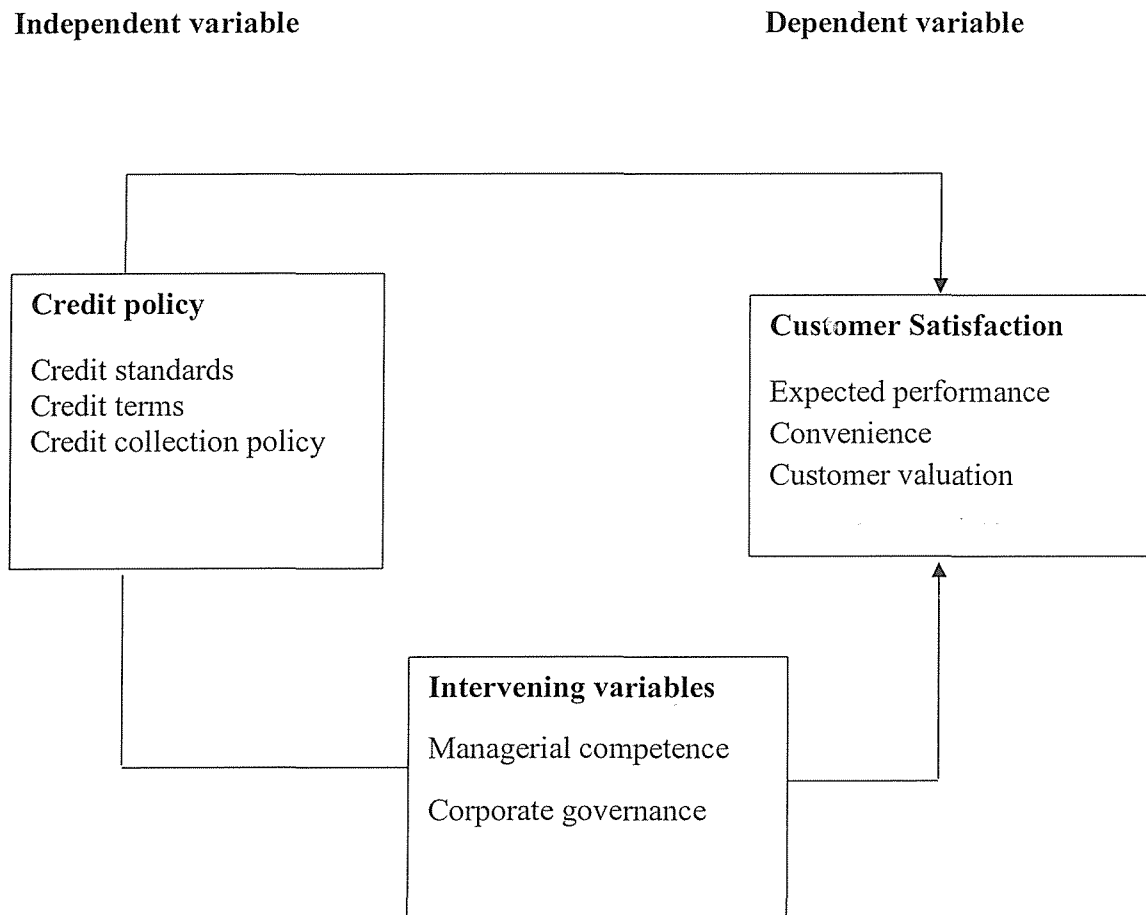 Independent variable
Dependent variable
Credit policy
Credit standards
Credit terms
Credit collection policy
Customer Satisfaction
Expected performance
Convenience
Customer valuation
Intervening variables
Managerial competence
Corporate governance